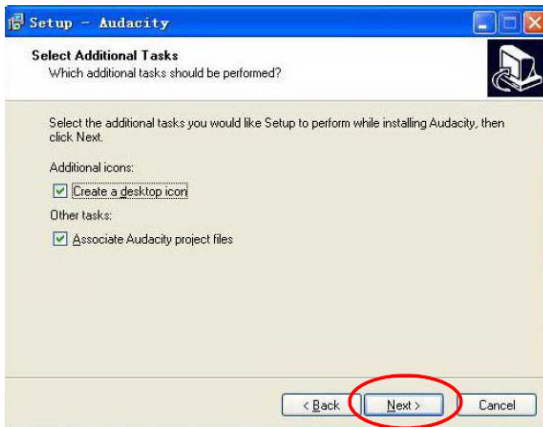 Setup - Audacity
Select Additional Tasks
Which additional tasks should be performed?
Select the additional tasks you would like Setup to perform while installing Audacity, then
click Next.
Additional icons:
Create a desktop icon
Other tasks:
Associate Audacity project files
< Back Next > Cancel